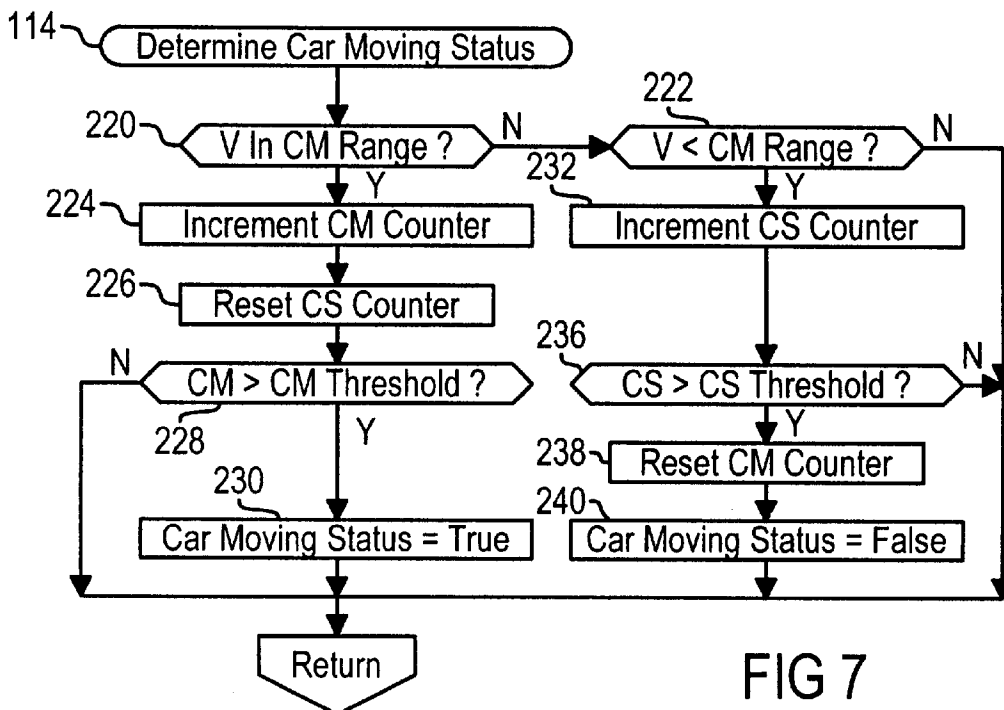 114
Determine Car Moving Status
220
V In CM Range ?
N
222
V < CM Range ?
N
Y
232
Y
224
Increment CM Counter
Increment CS Counter
226
Reset CS Counter
N
CM > CM Threshold ?
236
CS > CS Threshold ?
N
228
Y
Y
238
Reset CM Counter
230
Car Moving Status = True
240
Car Moving Status = False
Return
FIG 7